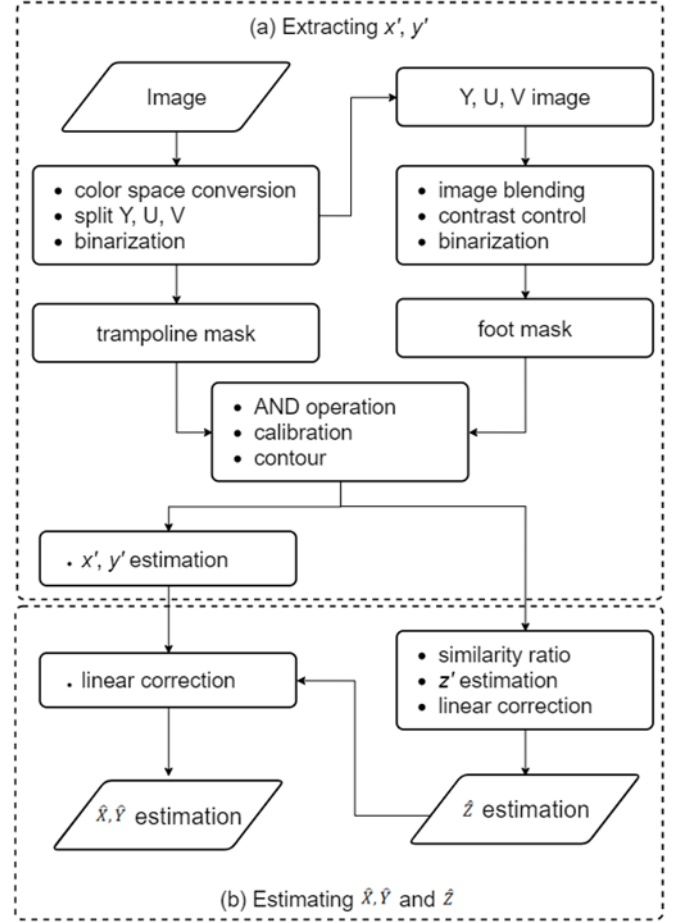 (a) Extracting x′, y′
Image
Y, U, V image
• color space conversion
• split Y, U, V
• binarization
• image blending
• contrast control
• binarization
trampoline mask
foot mask
• AND operation
• calibration
• contour
. x′, y′ estimation
. linear correction
• similarity ratio
• z′ estimation
• linear correction
X̂,Ŷ estimation
Ẑ estimation
(b) Estimating X̂,Ŷ and Ẑ